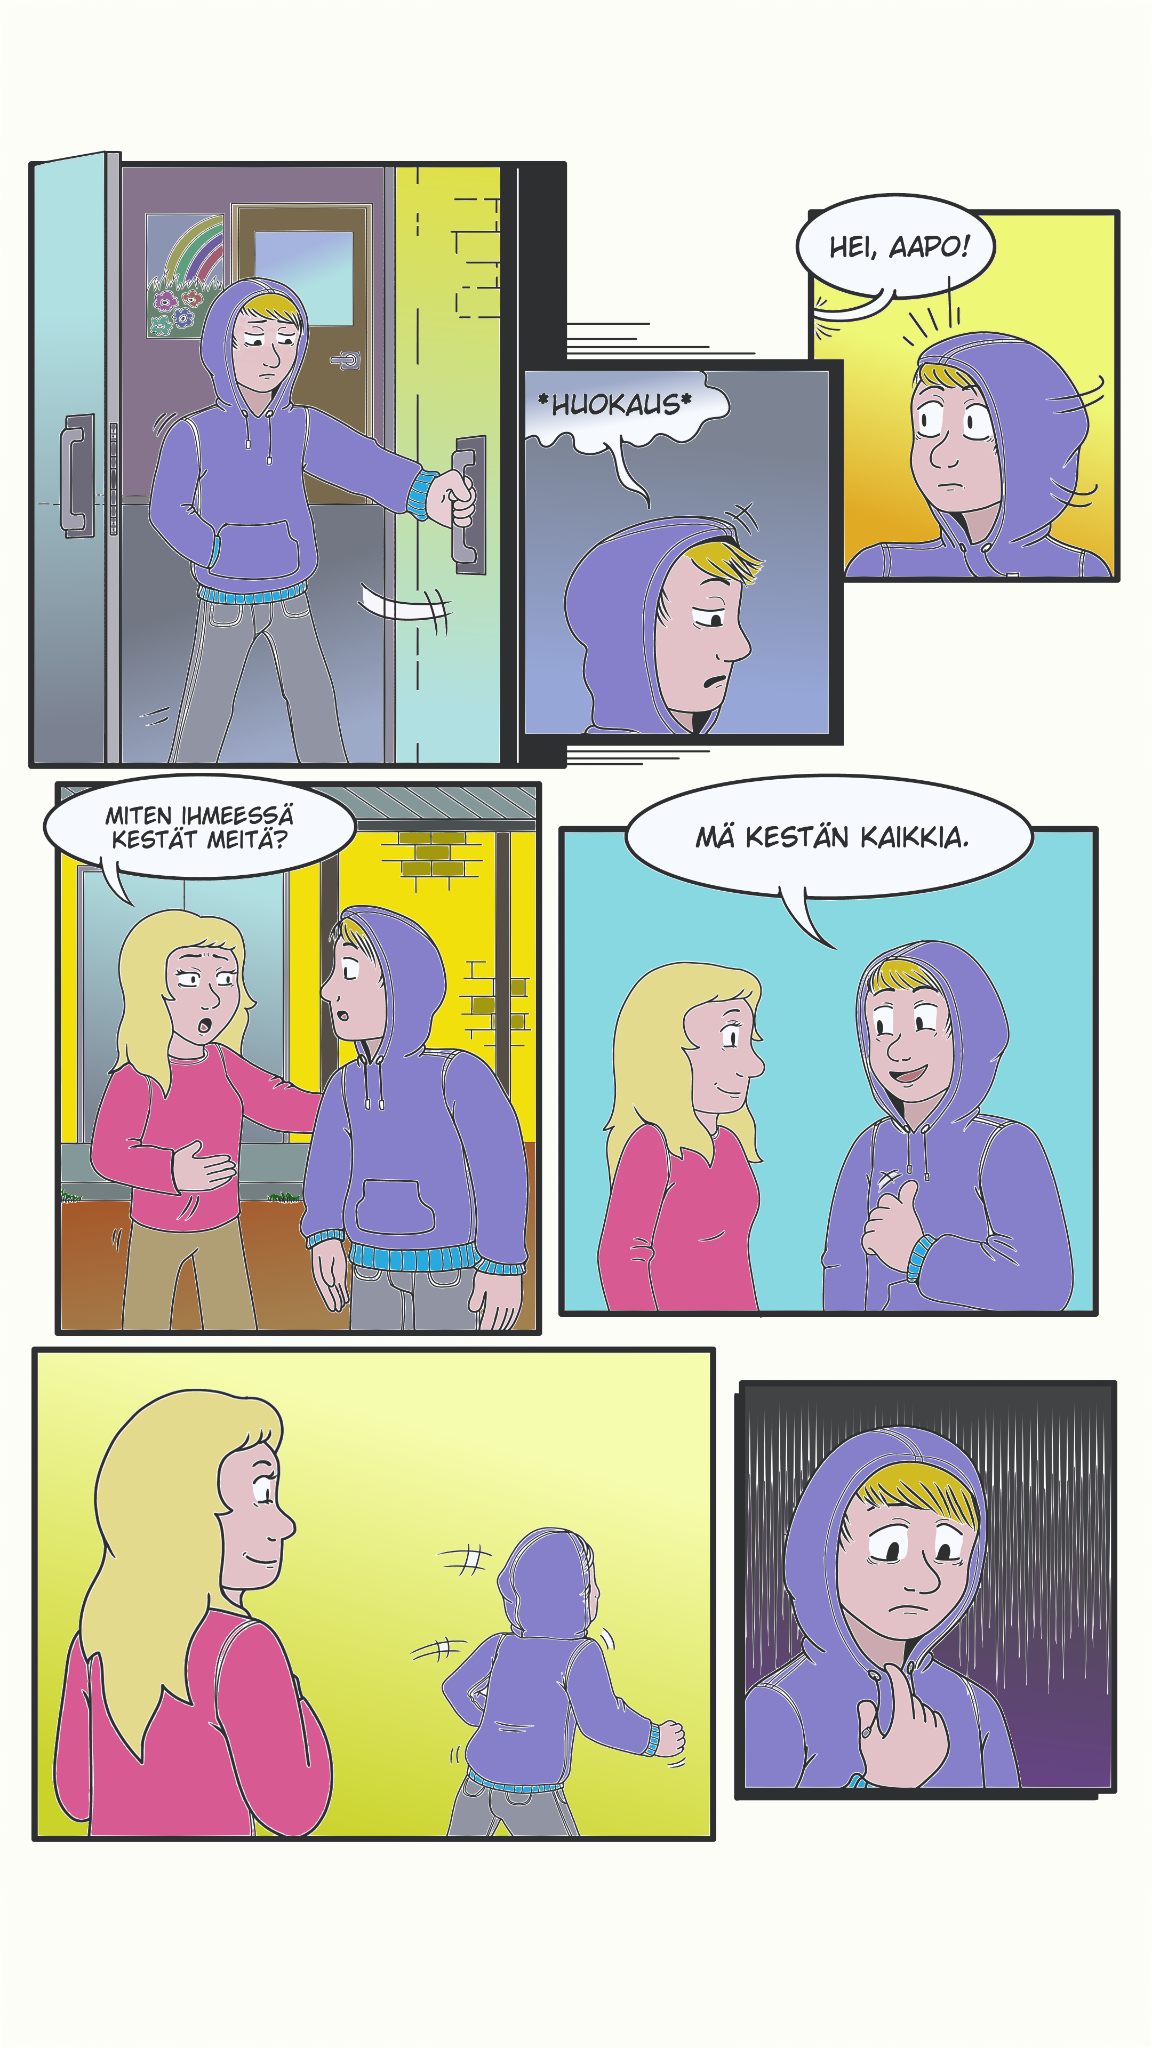 *HUOKAUS*
HEI, AAPO!
MITEN IHMEESSÄ
KESTÄT MEITÄ?
MÄ KESTÄN KAIKKIA.